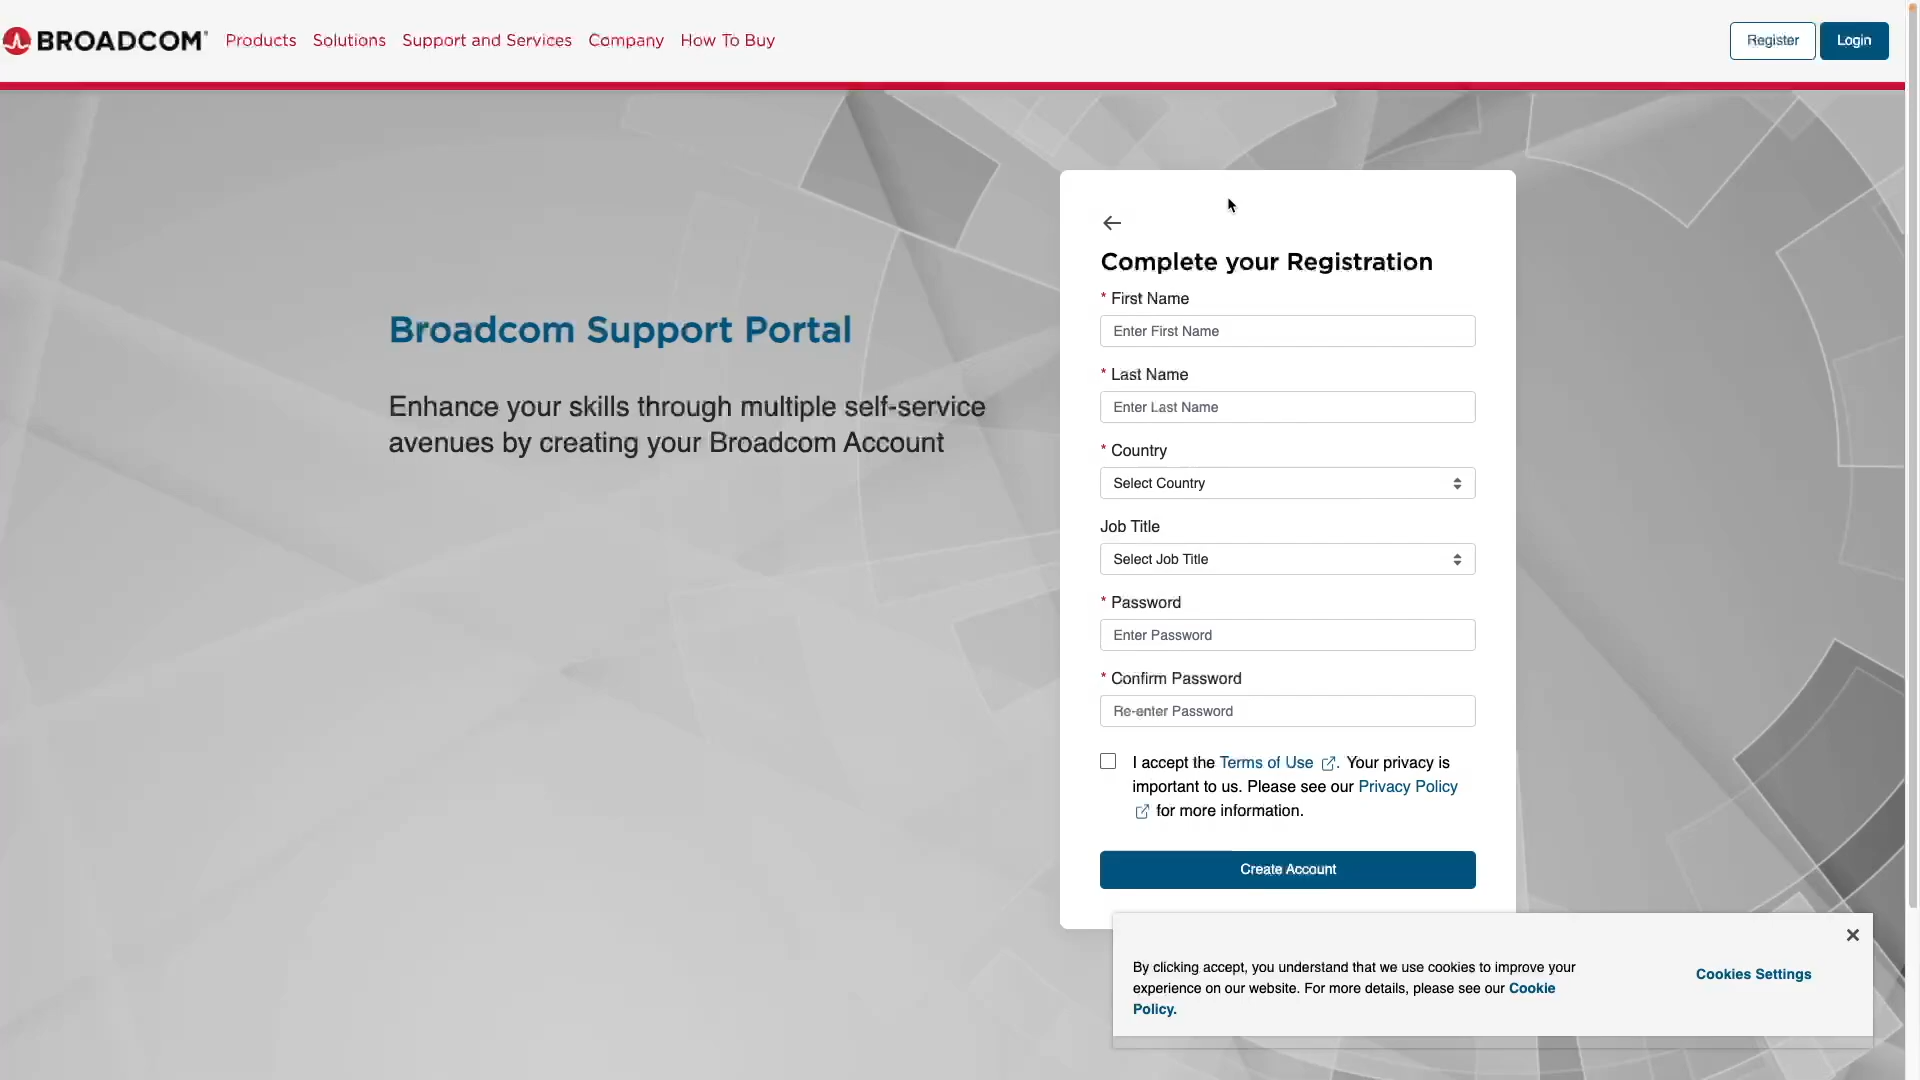 BROADCOM
Products Solutions Support and Services Company How To Buy
Register Login
Broadcom Support Portal
Enhance your skills through multiple self-service
avenues by creating your Broadcom Account
Complete your Registration
* First Name
Enter First Name
* Last Name
Enter Last Name
* Country
Select Country
Job Title
Select Job Title
* Password
Enter Password
* Confirm Password
Re-enter Password
I accept the Terms of Use . Your privacy is
important to us. Please see our Privacy Policy
for more information.
Create Account
By clicking accept, you understand that we use cookies to improve your
experience on our website. For more details, please see our Cookie
Policy.
Cookies Settings